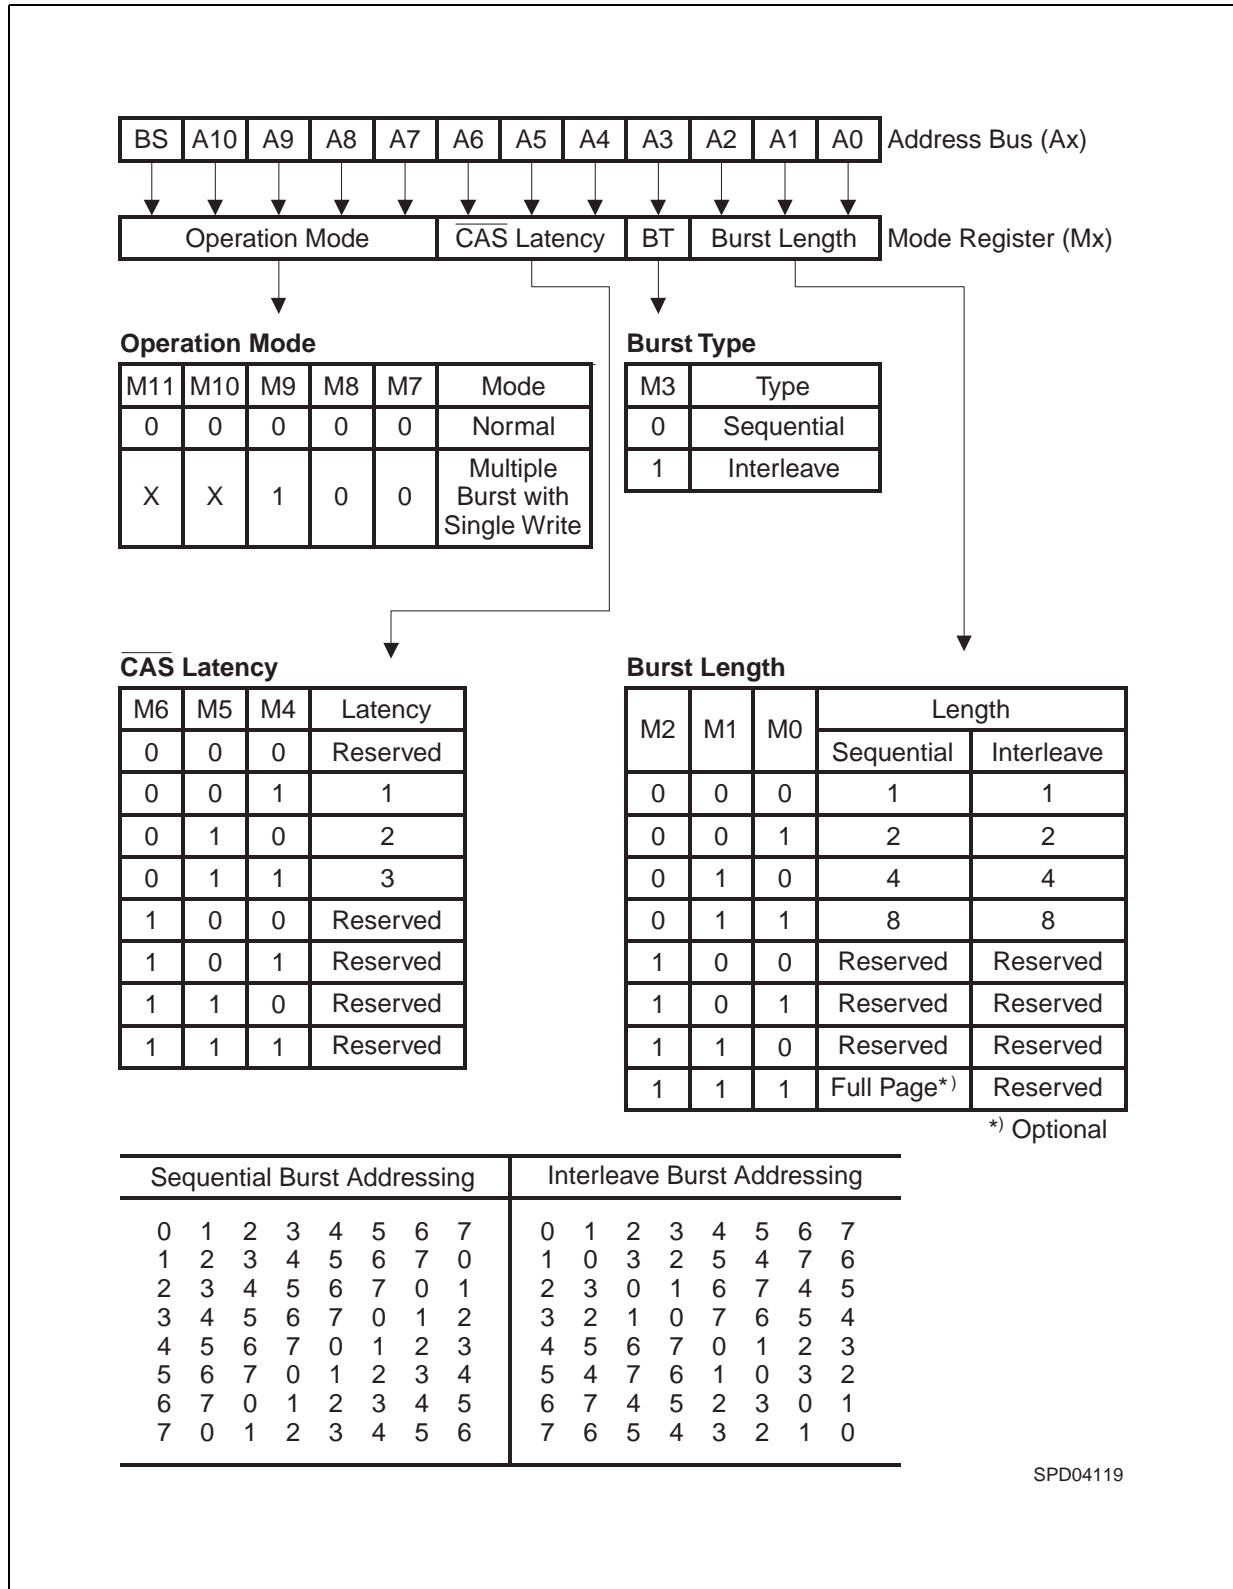 BS A10 A9 A8 A7 A6 A5 A4 A3 A2 A1 A0 Address Bus (Ax)
Operation Mode CAS Latency BT Burst Length Mode Register (Mx)
Operation Mode
M11 M10 M9 M8 M7 Mode
0 0 0 0 0 Normal
X X 1 0 0 Multiple
Burst with
Single Write
Burst Type
M3 Type
0 Sequential
1 Interleave
CAS Latency
M6 M5 M4 Latency
0 0 0 Reserved
0 0 1 1
0 1 0 2
0 1 1 3
1 0 0 Reserved
1 0 1 Reserved
1 1 0 Reserved
1 1 1 Reserved
Burst Length
M2 M1 M0 Length
Sequential Interleave
0 0 0 1 1
0 0 1 2 2
0 1 0 4 4
0 1 1 8 8
1 0 0 Reserved Reserved
1 0 1 Reserved Reserved
1 1 0 Reserved Reserved
1 1 1 Full Page*) Reserved
*) Optional
Sequential Burst Addressing Interleave Burst Addressing
0 1 2 3 4 5 6 7 0 1 2 3 4 5 6 7
1 2 3 4 5 6 7 0 1 0 3 2 5 4 7 6
2 3 4 5 6 7 0 1 2 3 0 1 6 7 4 5
3 4 5 6 7 0 1 2 3 2 1 0 7 6 5 4
4 5 6 7 0 1 2 3 4 5 6 7 0 1 2 3
5 6 7 0 1 2 3 4 5 4 7 6 1 0 3 2
6 7 0 1 2 3 4 5 6 7 4 5 2 3 0 1
7 0 1 2 3 4 5 6 7 6 5 4 3 2 1 0
SPD04119